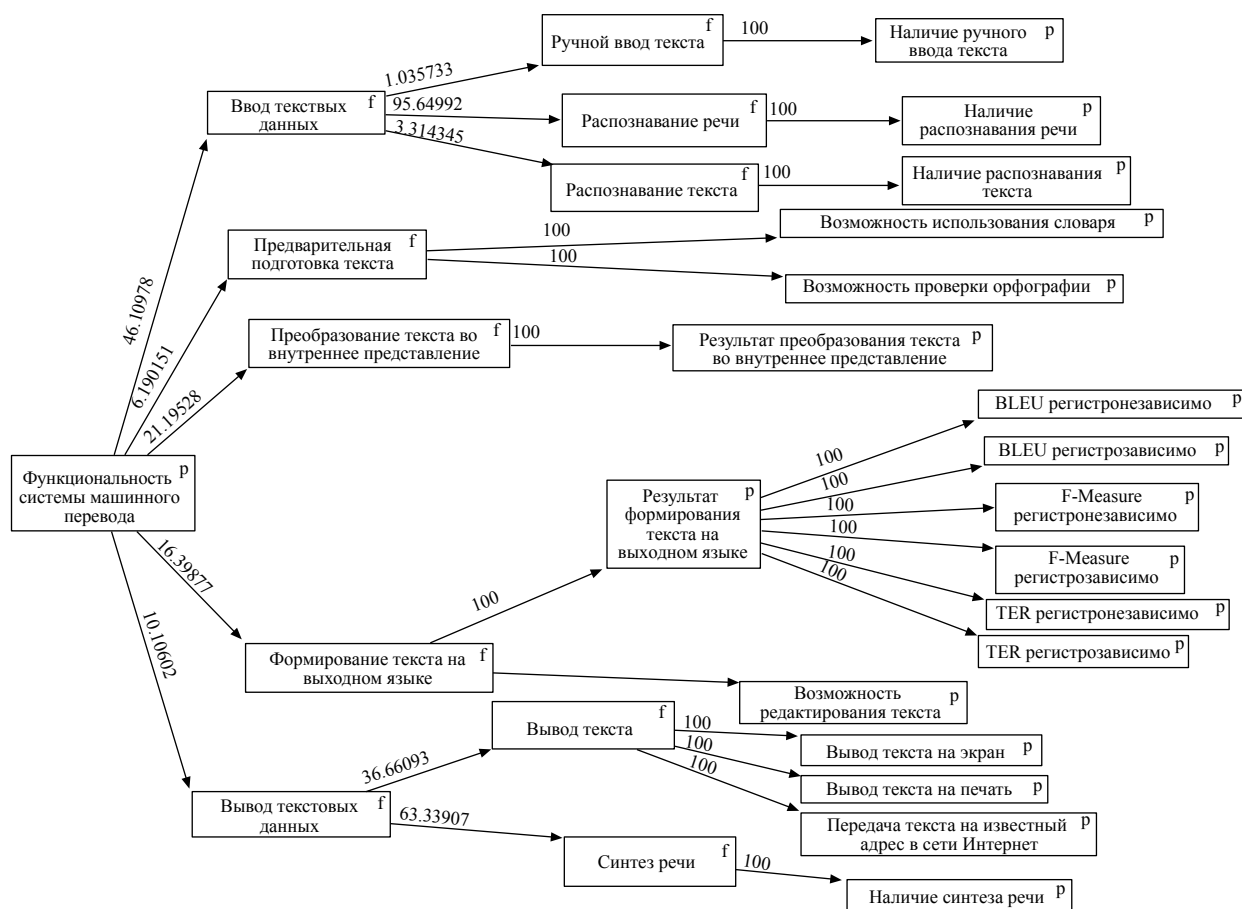 Ручной ввод текста
f
100
Наличие ручного
ввода текста
p
1.035733
Ввод текствых
данных
f
95.64992
Распознавание речи
f
100
Наличие
распознавания речи
p
3.314345
Распознавание текста
f
100
Наличие распознавания
текста
p
46.10978
Предварительная
подготовка текста
f
100
Возможность использования словаря
p
100
Возможность проверки орфографии
p
6.190151
Преобразование текста во
внутреннее представление
f
100
Результат преобразования текста
во внутреннее представление
p
21.19528
Функциональность
системы машинного
перевода
p
Результат
формирования
текста на
выходном языке
p
100
BLEU регистронезависимо
p
100
BLEU регистрозависимо
p
100
F-Measure
регистронезависимо
p
100
F-Measure
регистрозависимо
p
100
TER регистронезависимо
p
100
TER регистрозависимо
p
16.39877
100
Формирование текста на
выходном языке
f
Возможность
редактирования текста
p
10.10602
Вывод текста
f
100
Вывод текста на экран
p
100
Вывод текста на печать
p
100
Передача текста на известный
адрес в сети Интернет
p
36.66093
Вывод текстовых
данных
f
63.33907
Синтез речи
f
100
Наличие синтеза речи
p